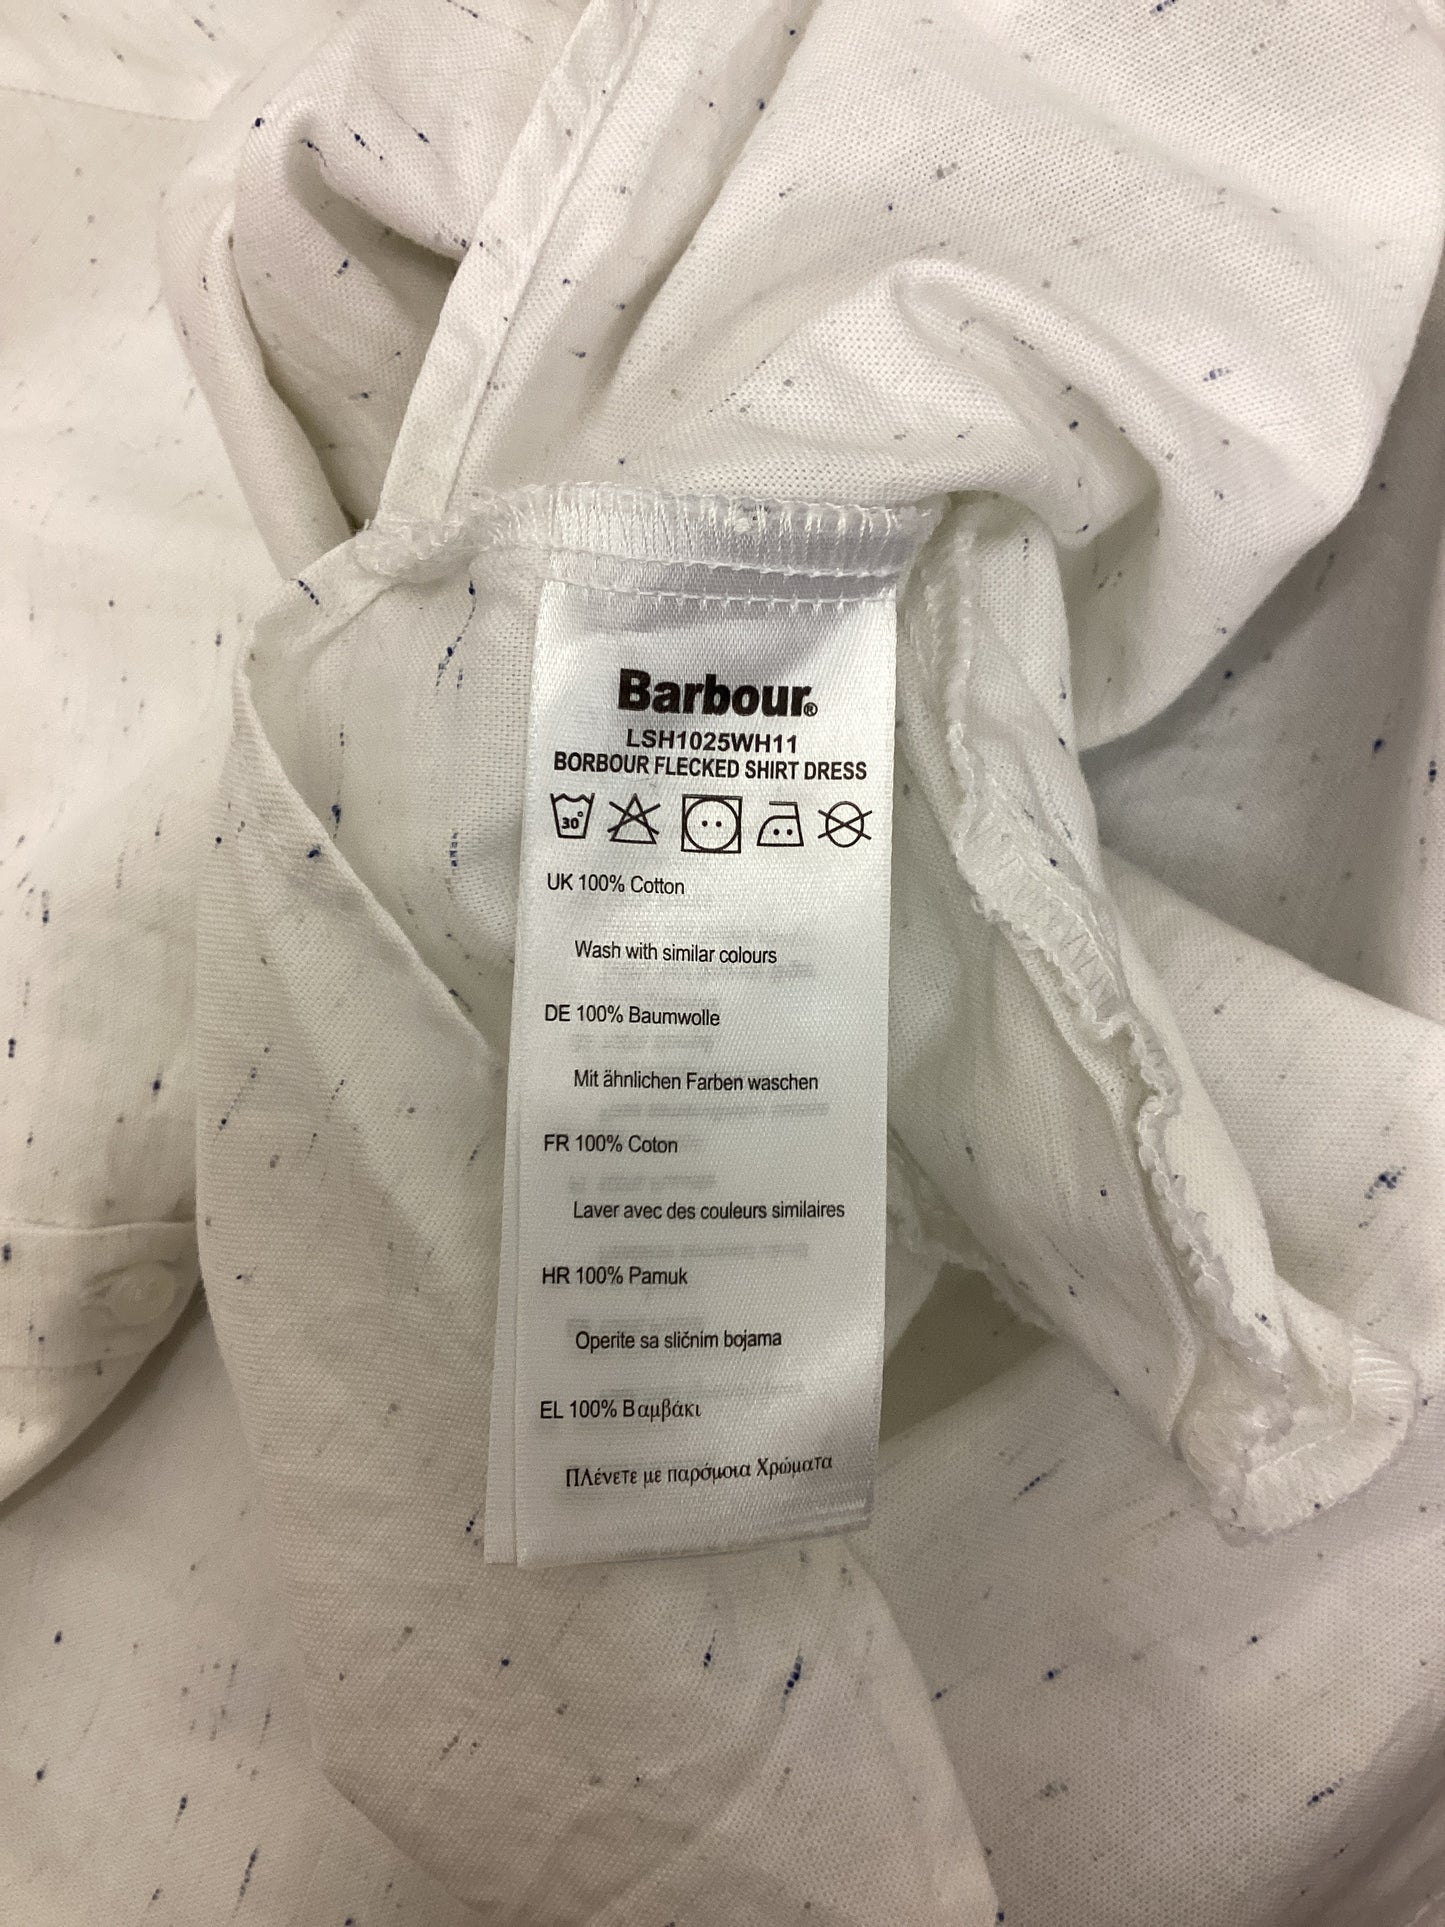 Barbour®
LSH1025WH11
BORBOUR FLECKED SHIRT DRESS
30°
UK 100% Cotton
Wash with similar colours
DE 100% Baumwolle
Mit ähnlichen Farben waschen
FR 100% Coton
Laver avec des couleurs similaires
HR 100% Pamuk
Operite sa sličnim bojama
EL 100% Βαμβάκι
Πλένετε με παρόμοια Χρώματα